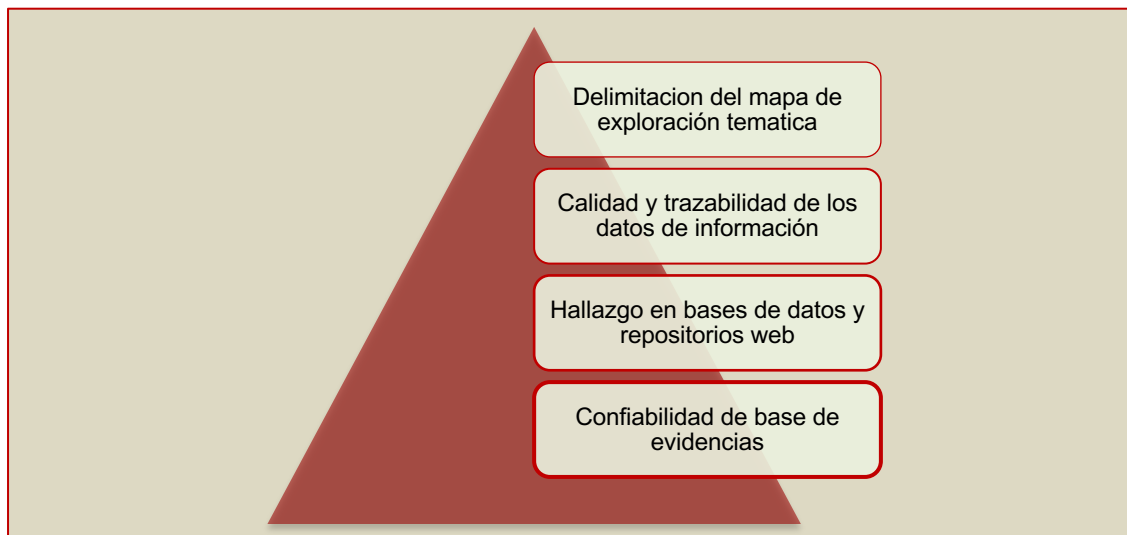 Delimitacion del mapa de
exploración tematica
Calidad y trazabilidad de los
datos de información
Hallazgo en bases de datos y
repositorios web
Confiabilidad de base de
evidencias